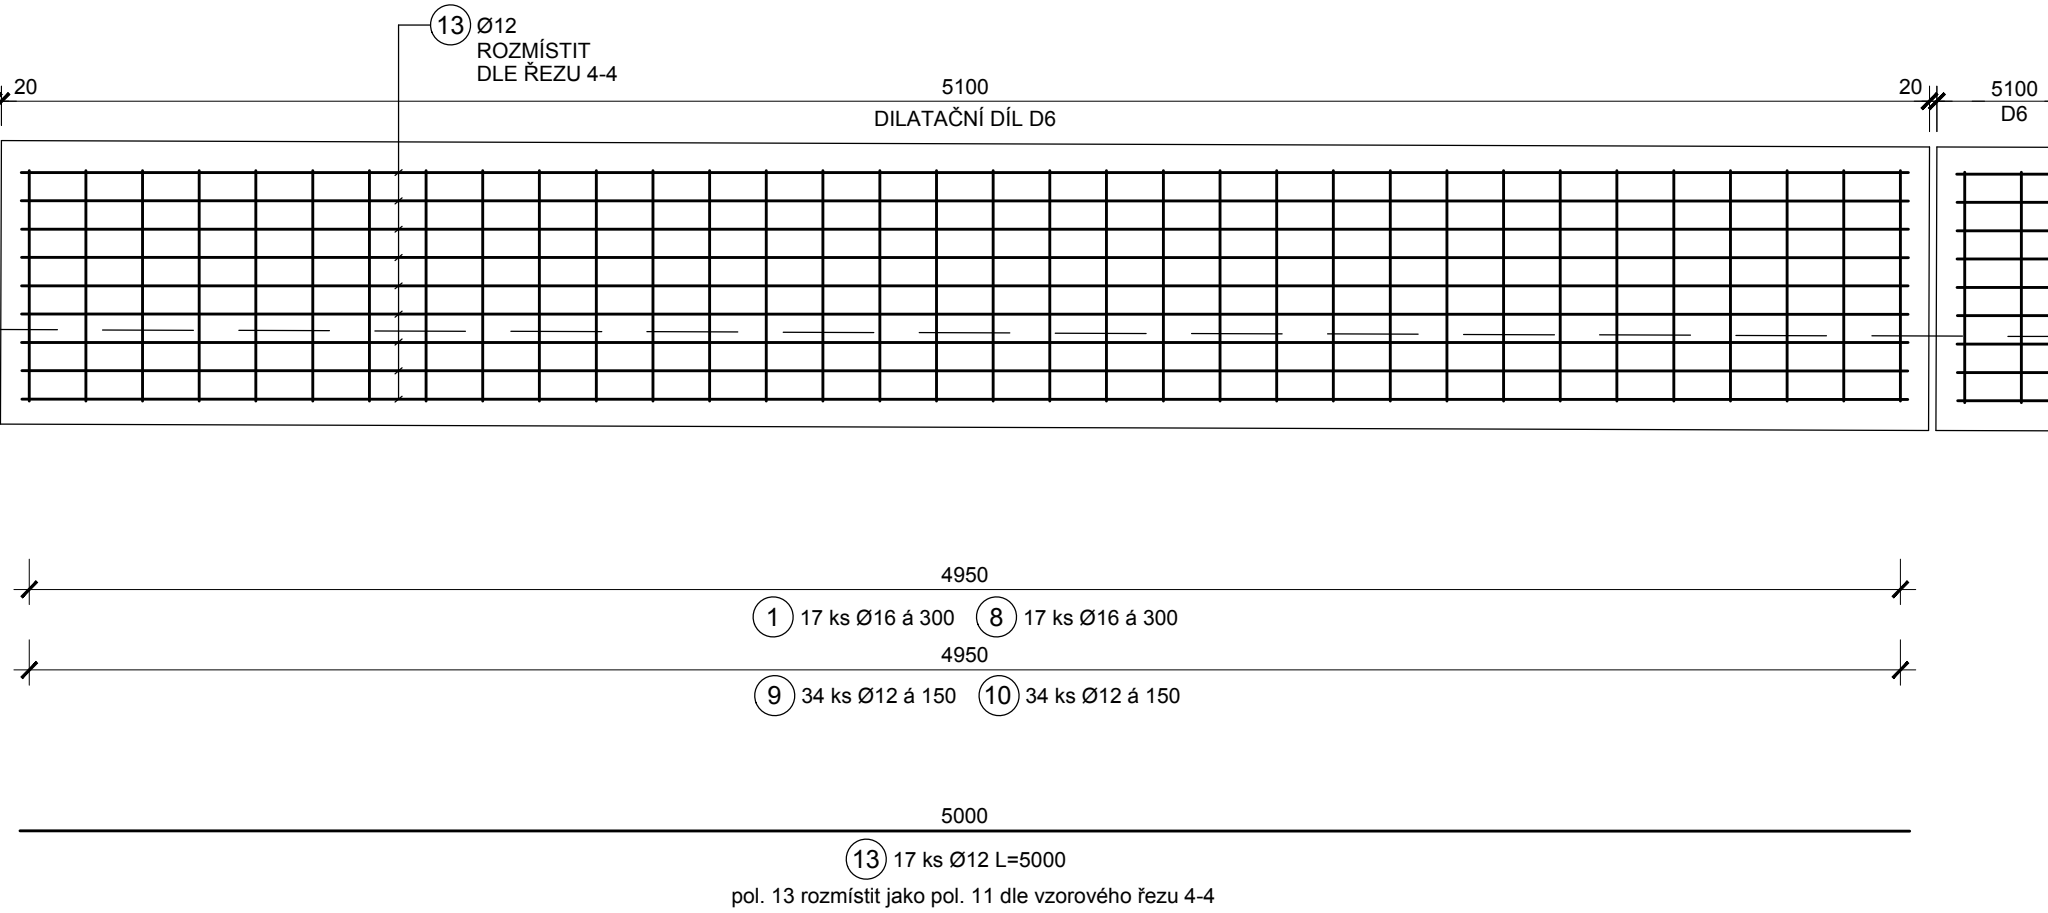 13 Ø12
ROZMÍSTIT
DLE ŘEZU 4-4
20 5100 20 5100
DILATAČNÍ DÍL D6 D6
4950
1 17 ks Ø16 á 300 8 17 ks Ø16 á 300
4950
9 34 ks Ø12 á 150 10 34 ks Ø12 á 150
5000
13 17 ks Ø12 L=5000
pol. 13 rozmístit jako pol. 11 dle vzorového řezu 4-4